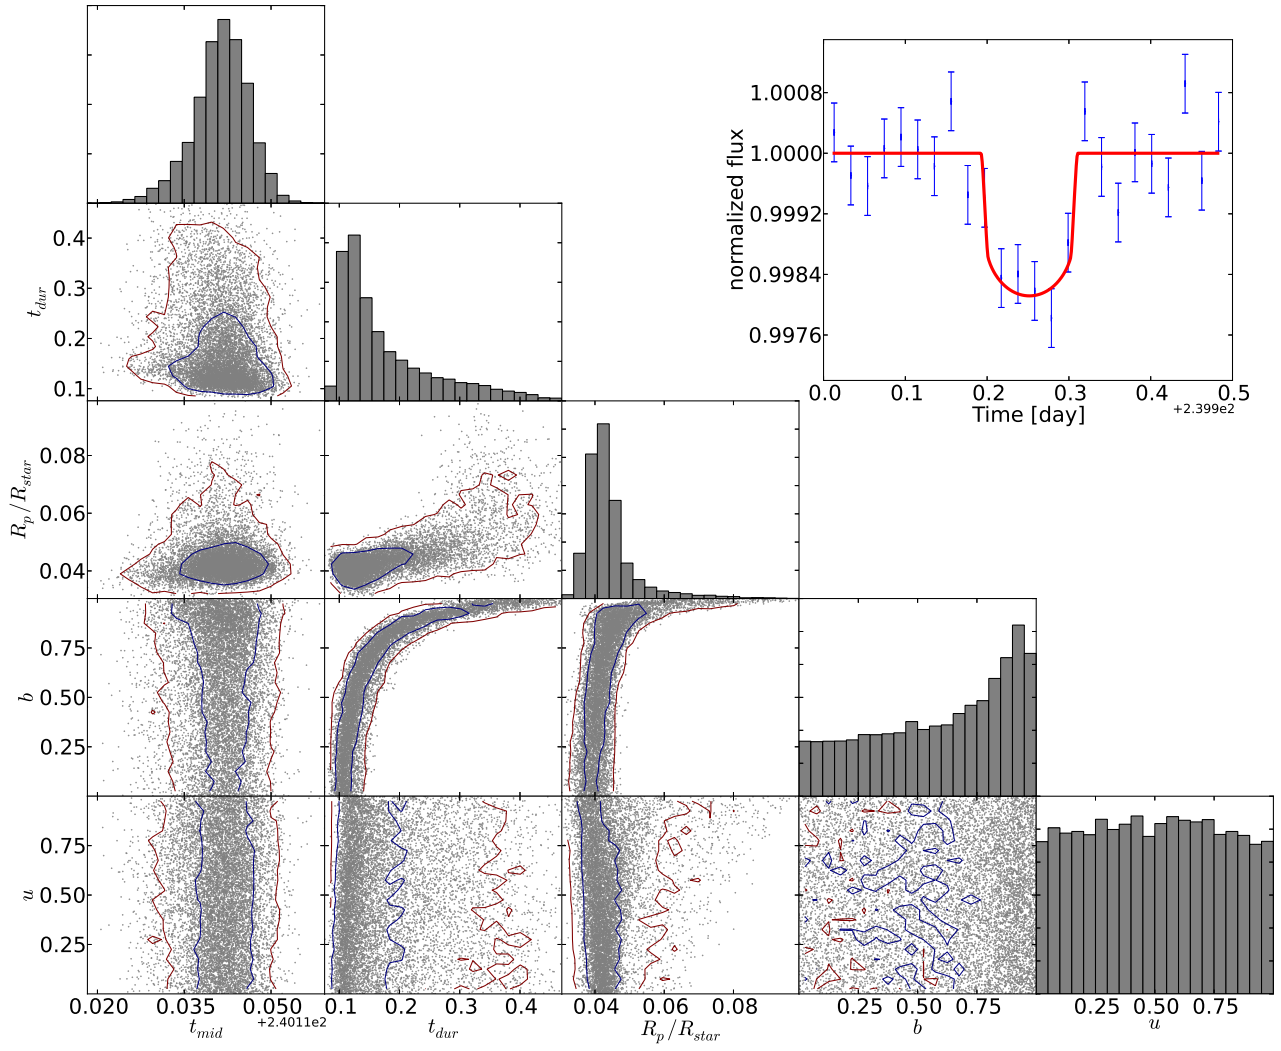 1.0008
1.0000
0.9992
0.9984
0.9976
normalized flux
0.0 0.1 0.2 0.3 0.4 0.5
Time [day]
+2.399e2
0.4
0.3
0.2
0.1
t_dur
0.08
0.06
0.04
R_p/R_star
0.75
0.50
0.25
b
0.75
0.50
0.25
u
0.020 0.035 0.050
t_mid
+2.4011e2
0.1 0.2 0.3 0.4
t_dur
0.04 0.06 0.08
R_p/R_star
0.25 0.50 0.75
b
0.25 0.50 0.75
u